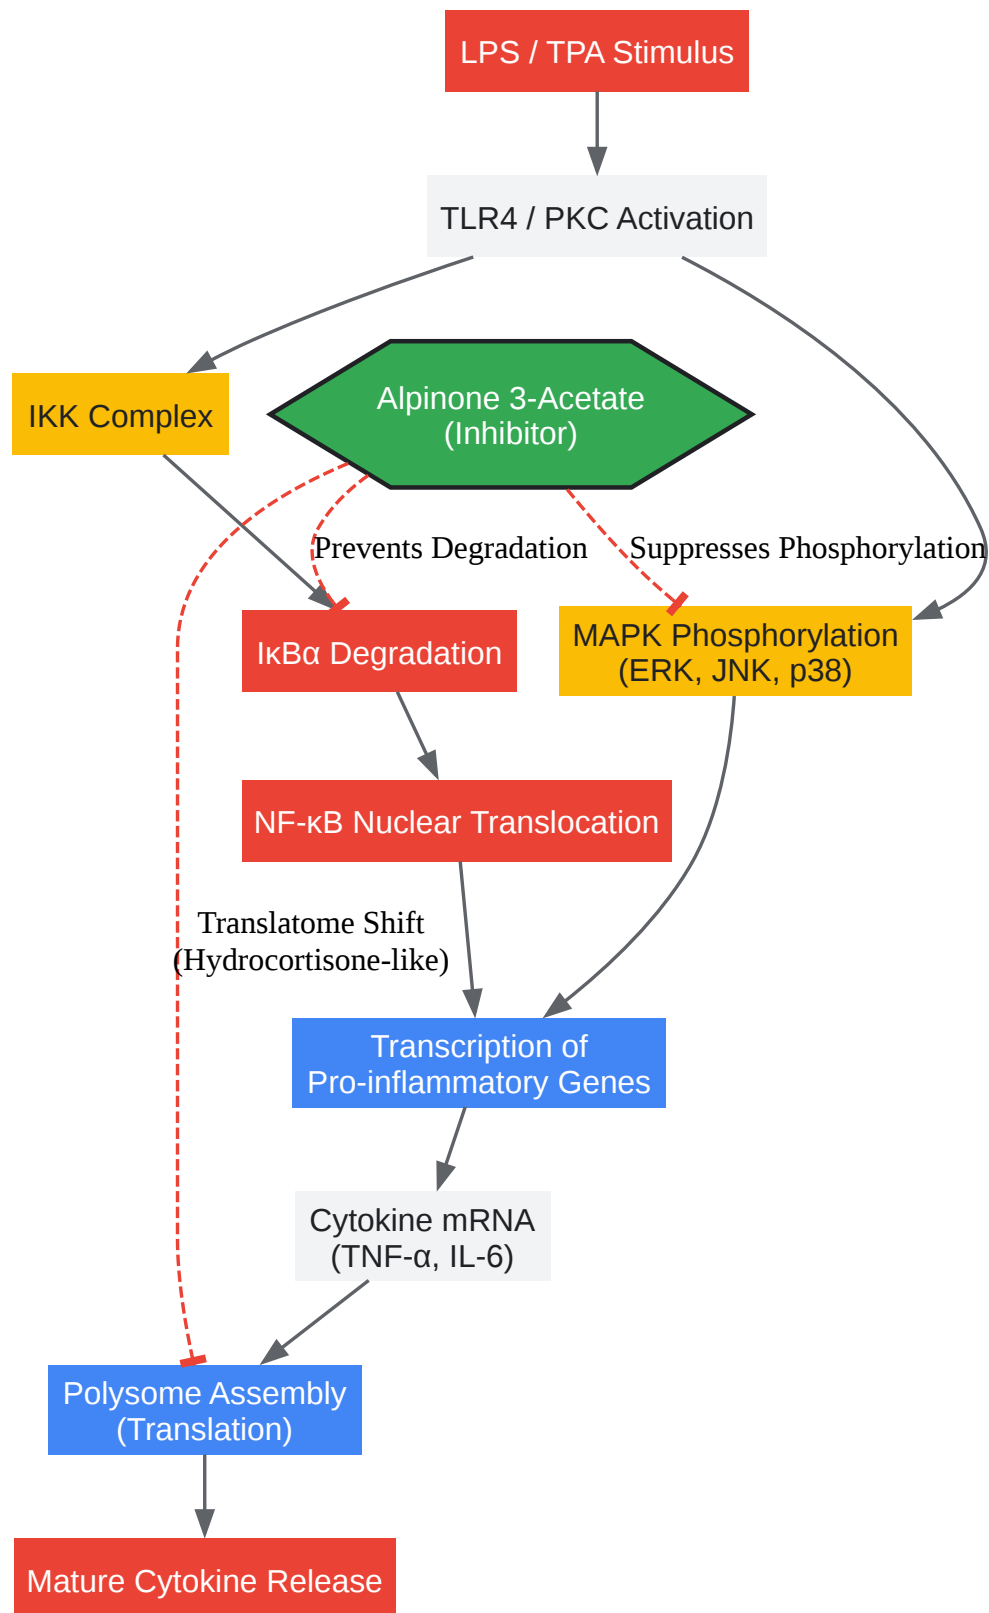 LPS / TPA Stimulus
TLR4 / PKC Activation
IKK Complex
Alpinone 3-Acetate
(Inhibitor)
Prevents Degradation
Suppresses Phosphorylation
IκBα Degradation
MAPK Phosphorylation
(ERK, JNK, p38)
NF-κB Nuclear Translocation
Translatome Shift
(Hydrocortisone-like)
Transcription of
Pro-inflammatory Genes
Cytokine mRNA
(TNF-α, IL-6)
Polysome Assembly
(Translation)
Mature Cytokine Release